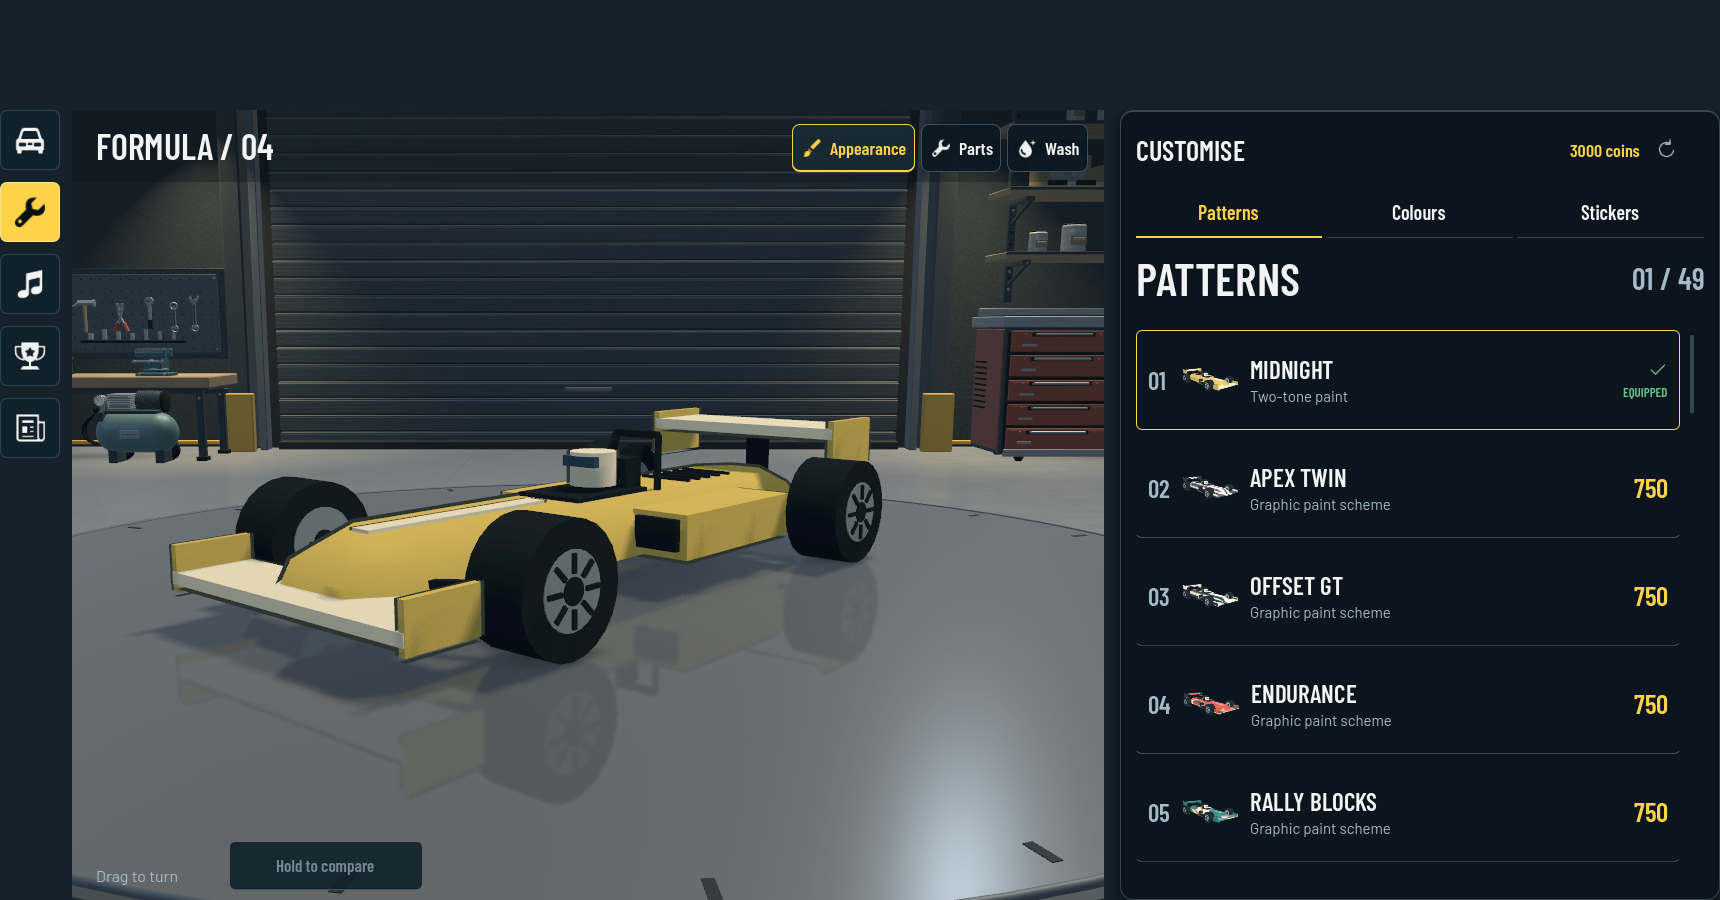 FORMULA / 04
Appearance
Parts
Wash
Drag to turn
Hold to compare
CUSTOMISE
3000 coins
Patterns
Colours
Stickers
PATTERNS
01 / 49
01
MIDNIGHT
Two-tone paint
EQUIPPED
02
APEX TWIN
Graphic paint scheme
750
03
OFFSET GT
Graphic paint scheme
750
04
ENDURANCE
Graphic paint scheme
750
05
RALLY BLOCKS
Graphic paint scheme
750